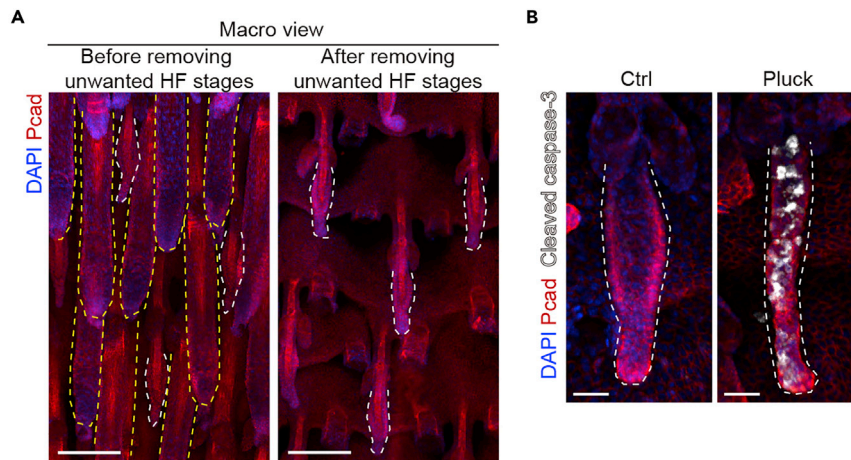 A
Macro view
Before removing
unwanted HF stages
After removing
unwanted HF stages
DAPI Pcad
B
Ctrl
Pluck
DAPI Pcad Cleaved caspase-3